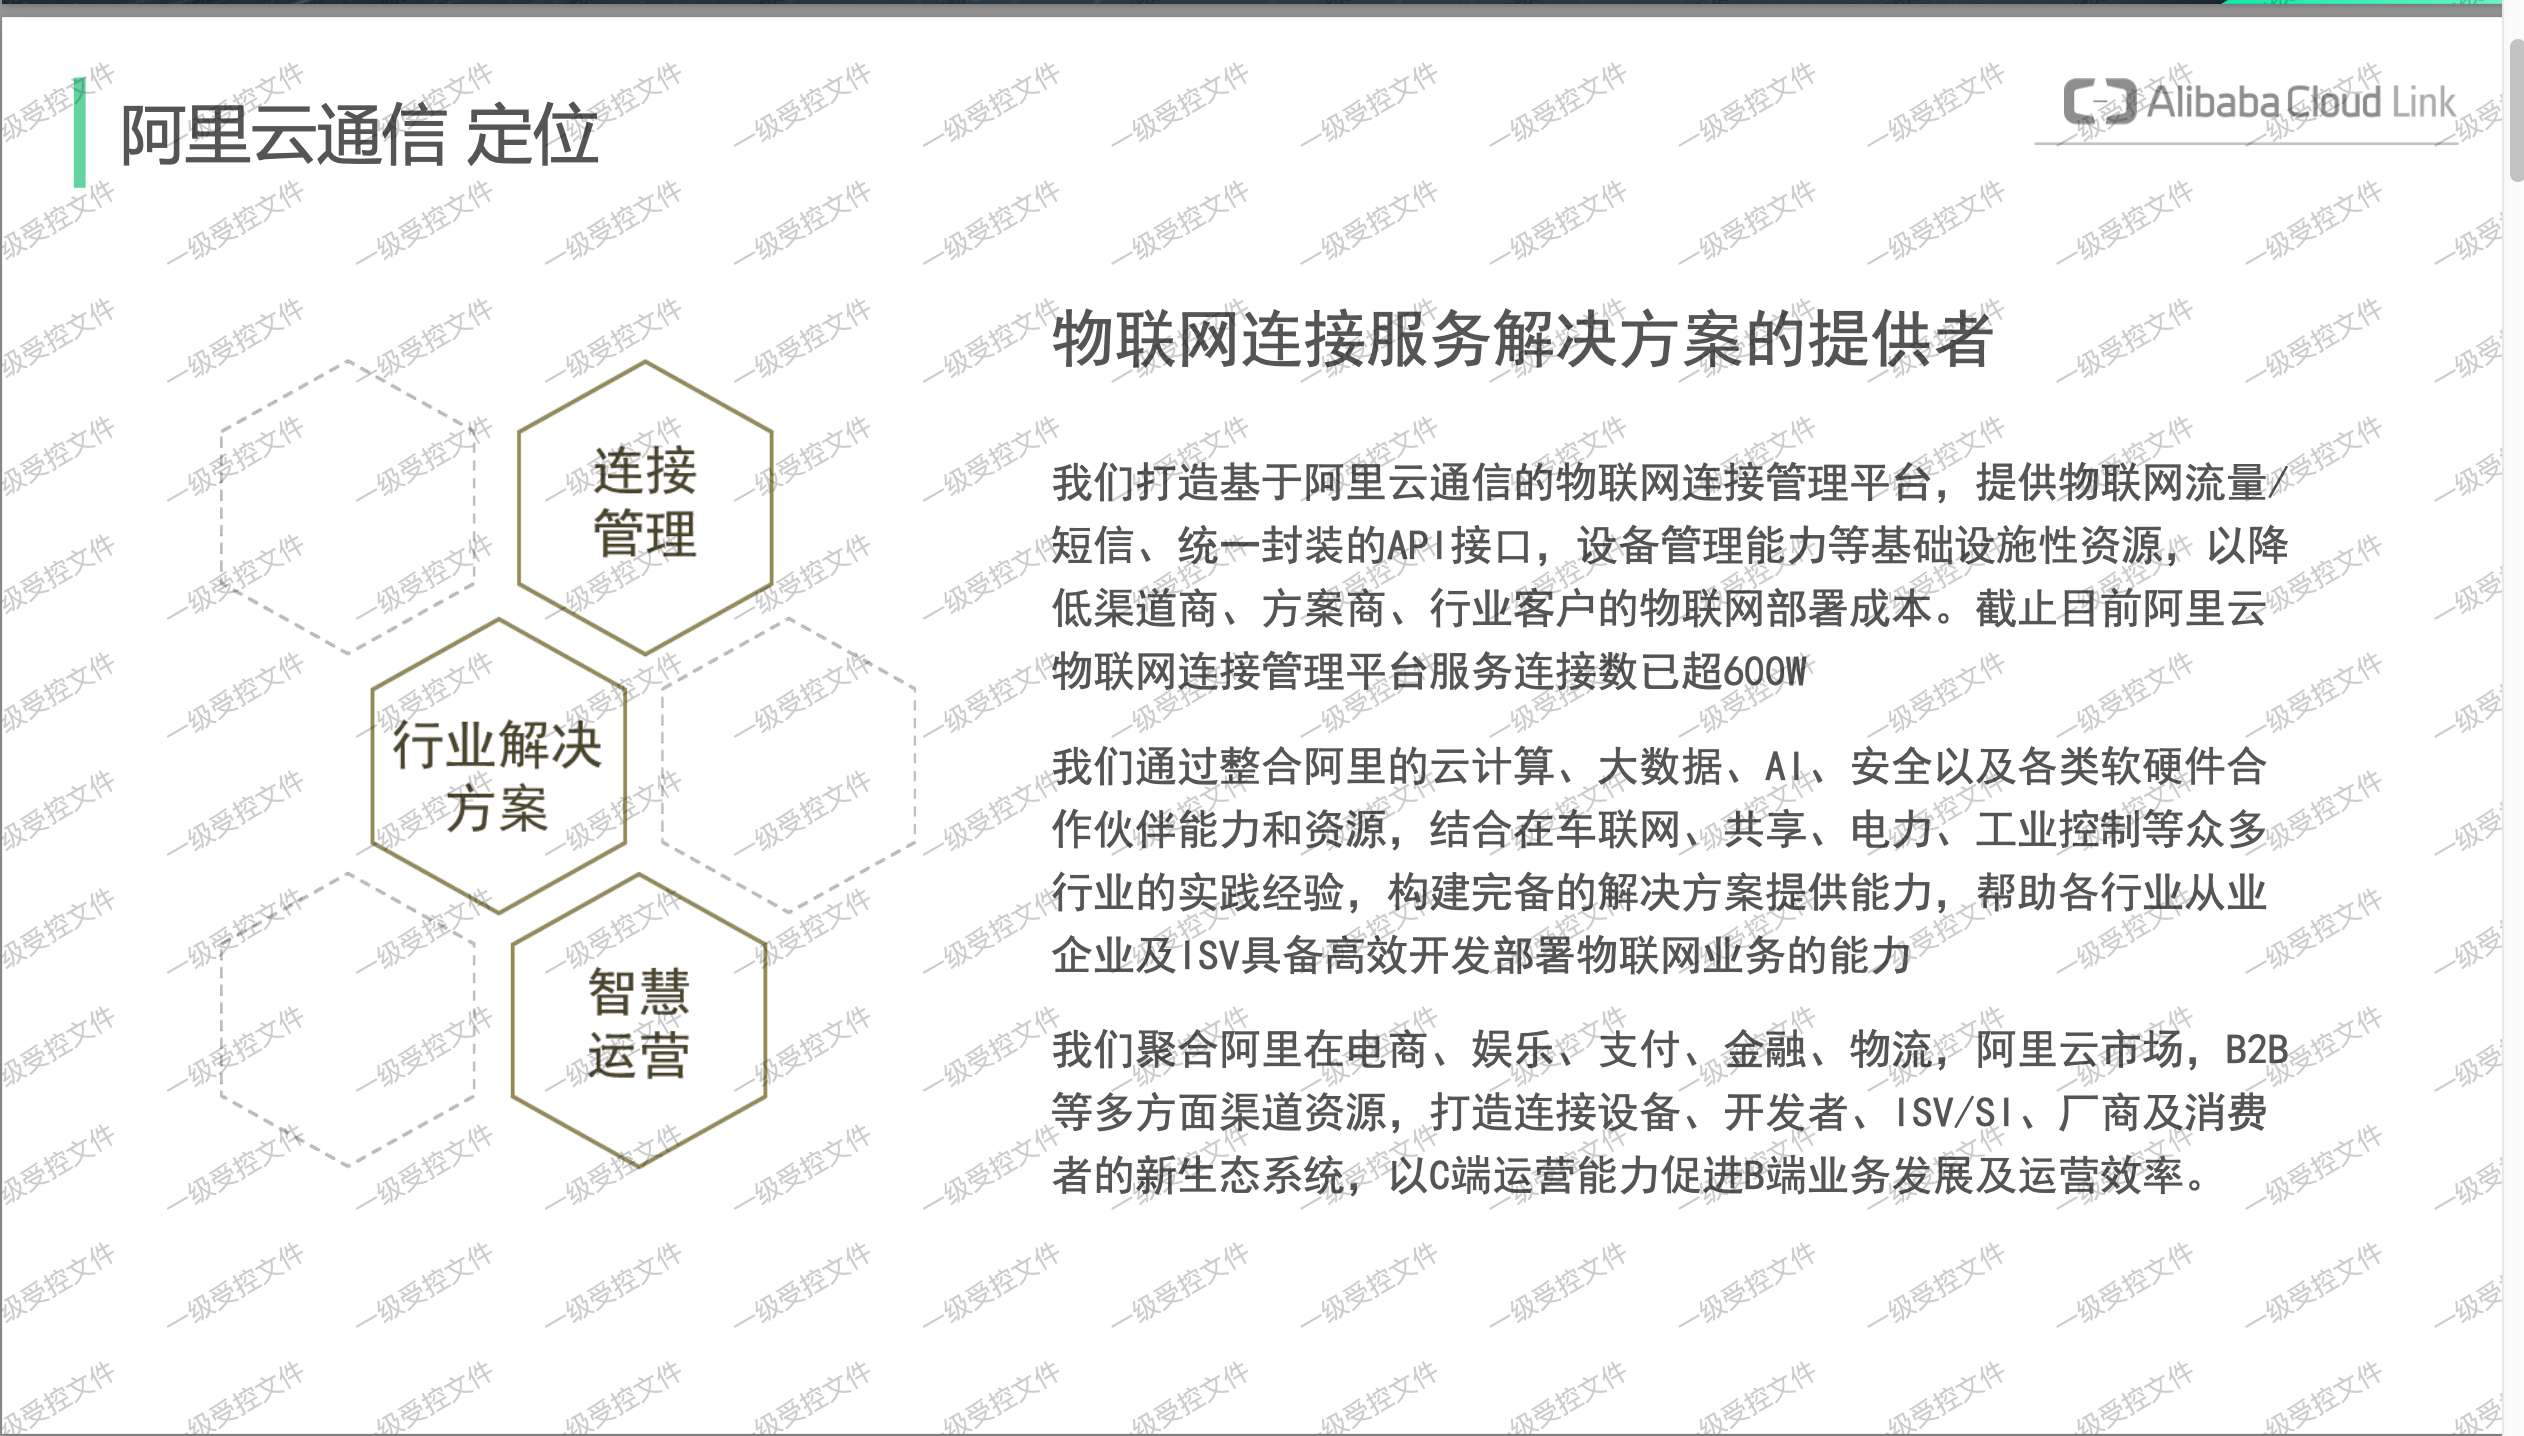 阿里云通信 定位
Alibaba Cloud Link
物联网连接服务解决方案的提供者
连接
管理
行业解决
方案
智慧
运营
我们打造基于阿里云通信的物联网连接管理平台，提供物联网流量/
短信、统一封装的API接口，设备管理能力等基础设施性资源，以降
低渠道商、方案商、行业客户的物联网部署成本。截止目前阿里云
物联网连接管理平台服务连接数已超600W
我们通过整合阿里的云计算、大数据、AI、安全以及各类软硬件合
作伙伴能力和资源，结合在车联网、共享、电力、工业控制等众多
行业的实践经验，构建完备的解决方案提供能力，帮助各行业从业
企业及ISV具备高效开发部署物联网业务的能力
我们聚合阿里在电商、娱乐、支付、金融、物流，阿里云市场，B2B
等多方面渠道资源，打造连接设备、开发者、ISV/SI、厂商及消费
者的新生态系统，以C端运营能力促进B端业务发展及运营效率。
一级受控文件